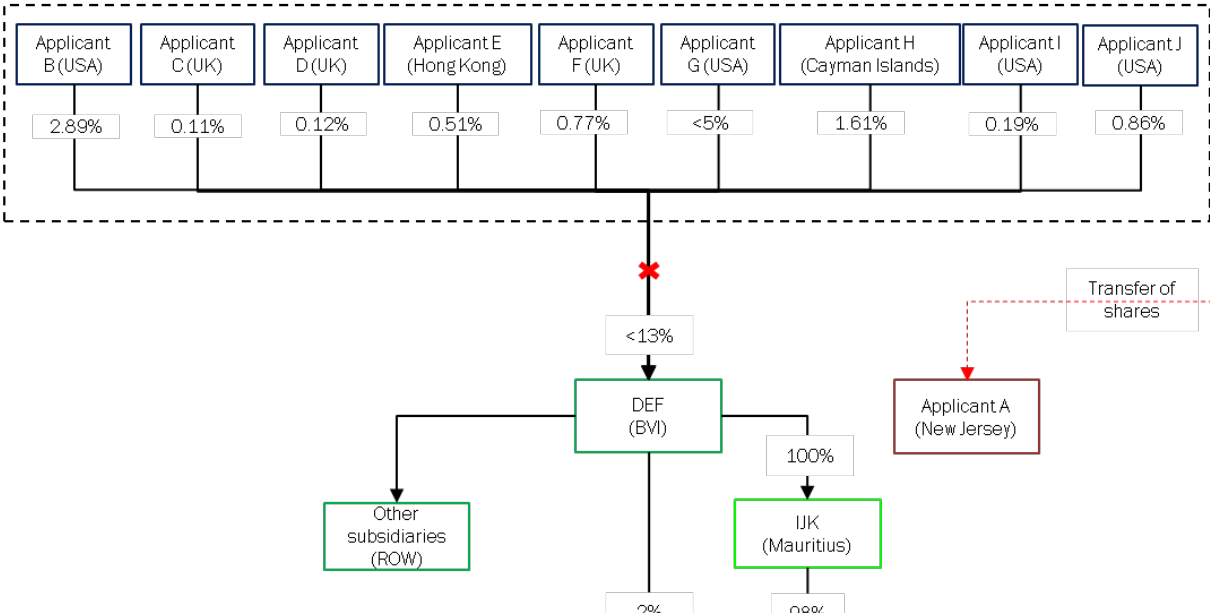 Applicant
B (USA)
Applicant
C (UK)
Applicant
D (UK)
Applicant E
(Hong Kong)
Applicant
F (UK)
Applicant
G (USA)
Applicant H
(Cayman Islands)
Applicant I
(USA)
Applicant J
(USA)
2.89%
0.11%
0.12%
0.51%
0.77%
<5%
1.61%
0.19%
0.86%
Transfer of
shares
<13%
DEF
(BVI)
Applicant A
(New Jersey)
100%
Other
subsidiaries
(ROW)
IJK
(Mauritius)
2%
98%